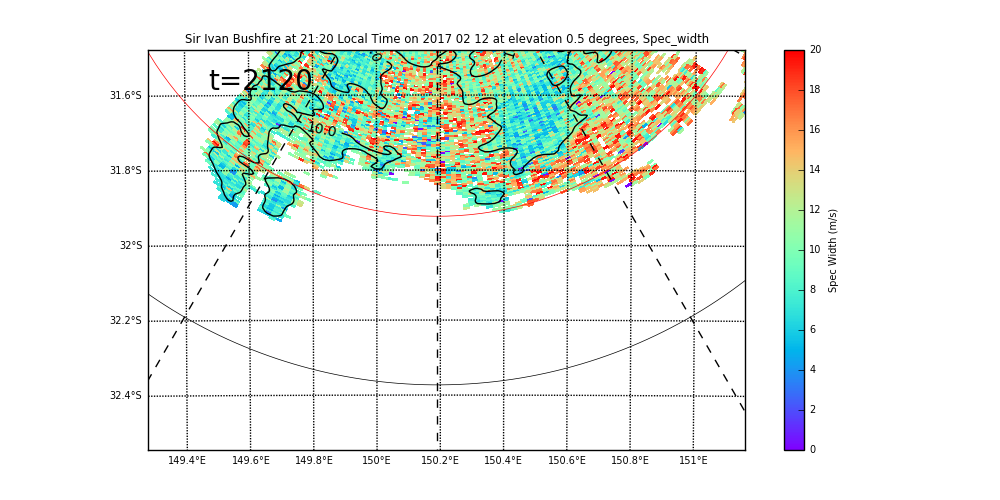 Sir Ivan Bushfire at 21:20 Local Time on 2017 02 12 at elevation 0.5 degrees, Spec_width
t=2120
10.0
31.6°S
31.8°S
32°S
32.2°S
32.4°S
149.4°E 149.6°E 149.8°E 150°E 150.2°E 150.4°E 150.6°E 150.8°E 151°E
20
18
16
14
12
10
8
6
4
2
0
Spec Width (m/s)